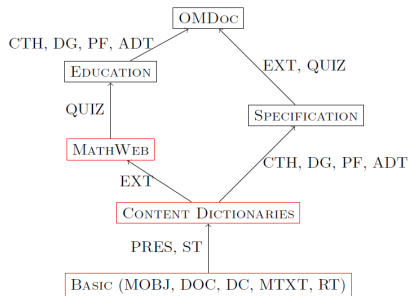 OMDoc
CTH, DG, PF, ADT
EXT, QUIZ
Education
QUIZ
Specification
MathWeb
CTH, DG, PF, ADT
EXT
Content Dictionaries
PRES, ST
Basic (MOBJ, DOC, DC, MTXT, RT)